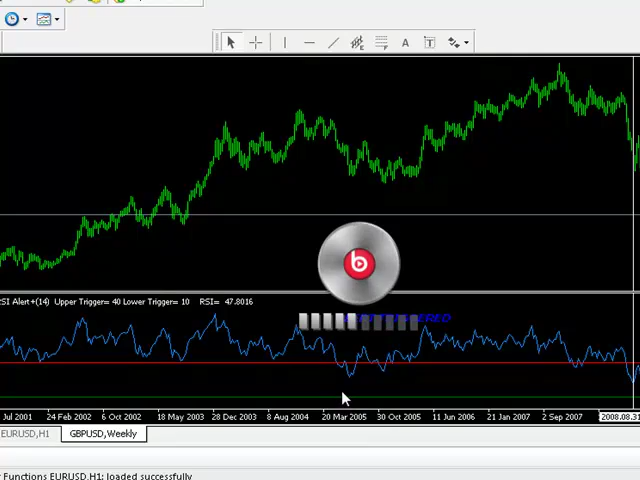 A
T
b
RSI Alert+(14) Upper Trigger= 40 Lower Trigger= 10 RSI= 47.8016
Jul 2001 24 Feb 2002 6 Oct 2002 18 May 2003 28 Dec 2003 8 Aug 2004 20 Mar 2005 30 Oct 2005 11 Jun 2006 21 Jan 2007 2 Sep 2007 2008.08.31
EURUSD,H1 GBPUSD,Weekly
Functions EURUSD,H1: loaded successfully